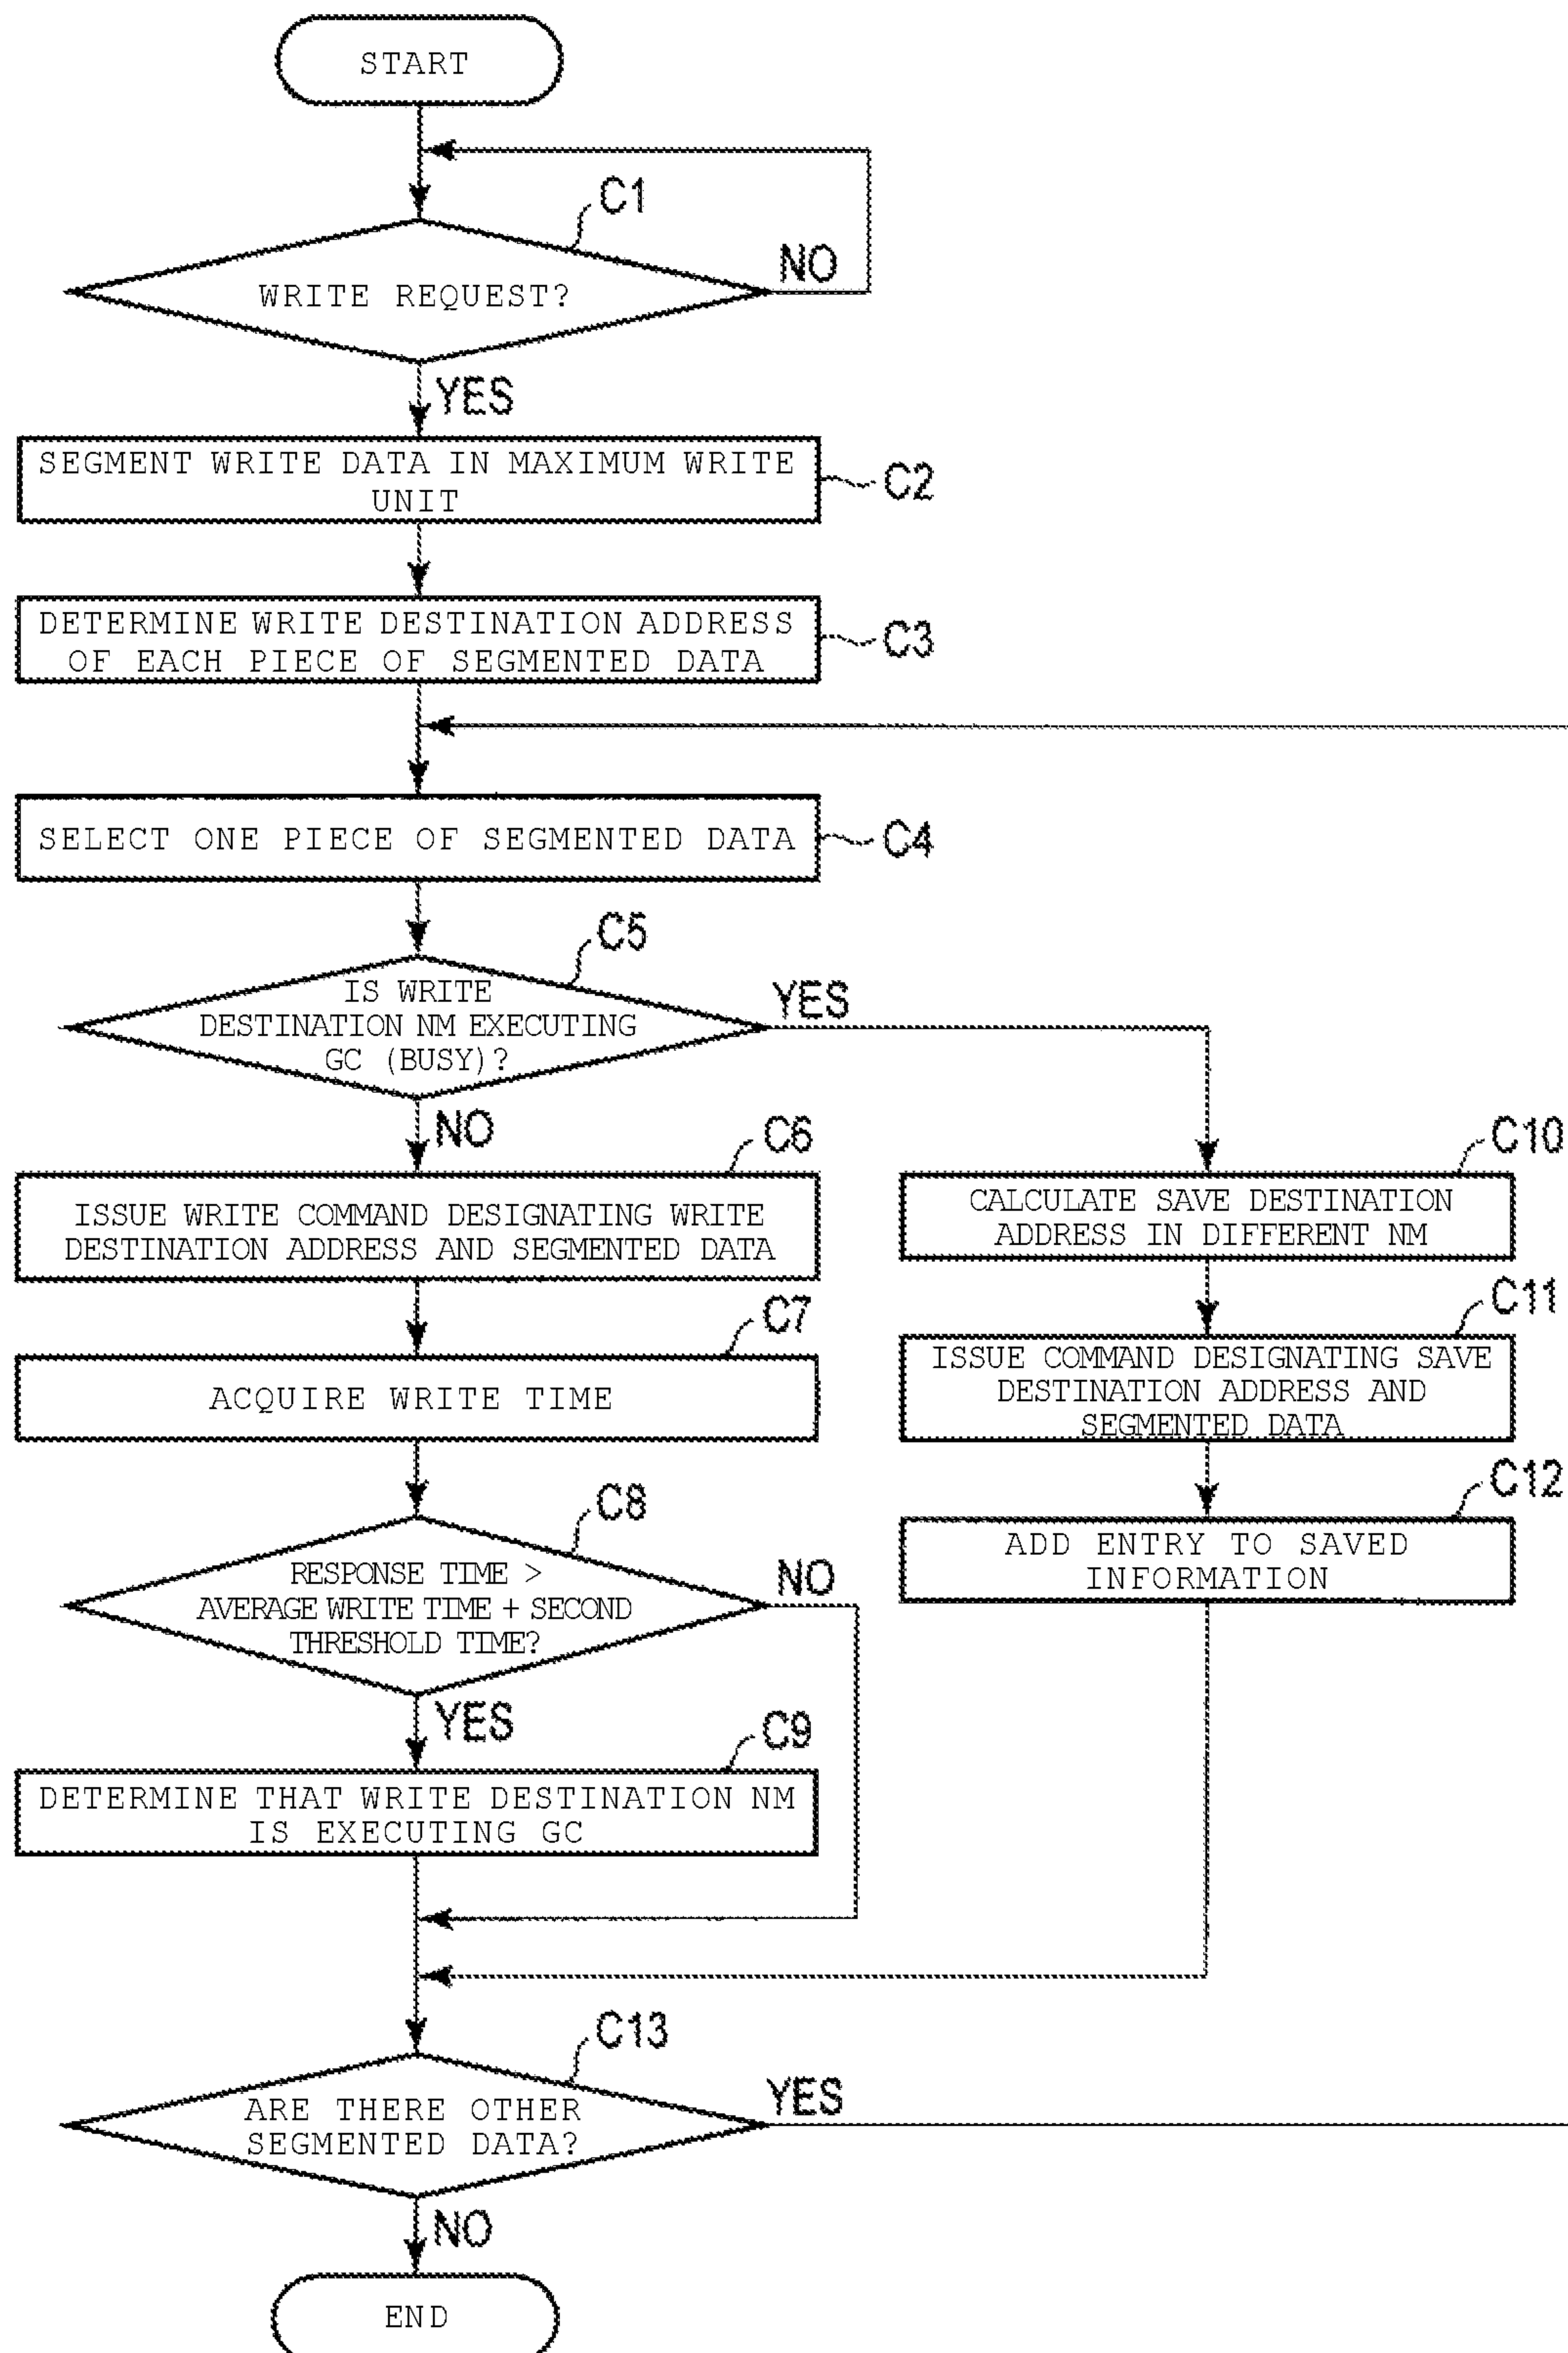 START
C1
NO
WRITE REQUEST?
YES
SEGMENT WRITE DATA IN MAXIMUM WRITE
UNIT
C2
DETERMINE WRITE DESTINATION ADDRESS
OF EACH PIECE OF SEGMENTED DATA
C3
SELECT ONE PIECE OF SEGMENTED DATA
C4
C5
IS WRITE
DESTINATION NM EXECUTING
GC (BUSY)?
YES
NO
C6
ISSUE WRITE COMMAND DESIGNATING WRITE
DESTINATION ADDRESS AND SEGMENTED DATA
C10
CALCULATE SAVE DESTINATION
ADDRESS IN DIFFERENT NM
C7
ACQUIRE WRITE TIME
C11
ISSUE COMMAND DESIGNATING SAVE
DESTINATION ADDRESS AND
SEGMENTED DATA
C8
RESPONSE TIME >
AVERAGE WRITE TIME + SECOND
THRESHOLD TIME?
NO
C12
ADD ENTRY TO SAVED
INFORMATION
YES
C9
DETERMINE THAT WRITE DESTINATION NM
IS EXECUTING GC
C13
ARE THERE OTHER
SEGMENTED DATA?
YES
NO
END